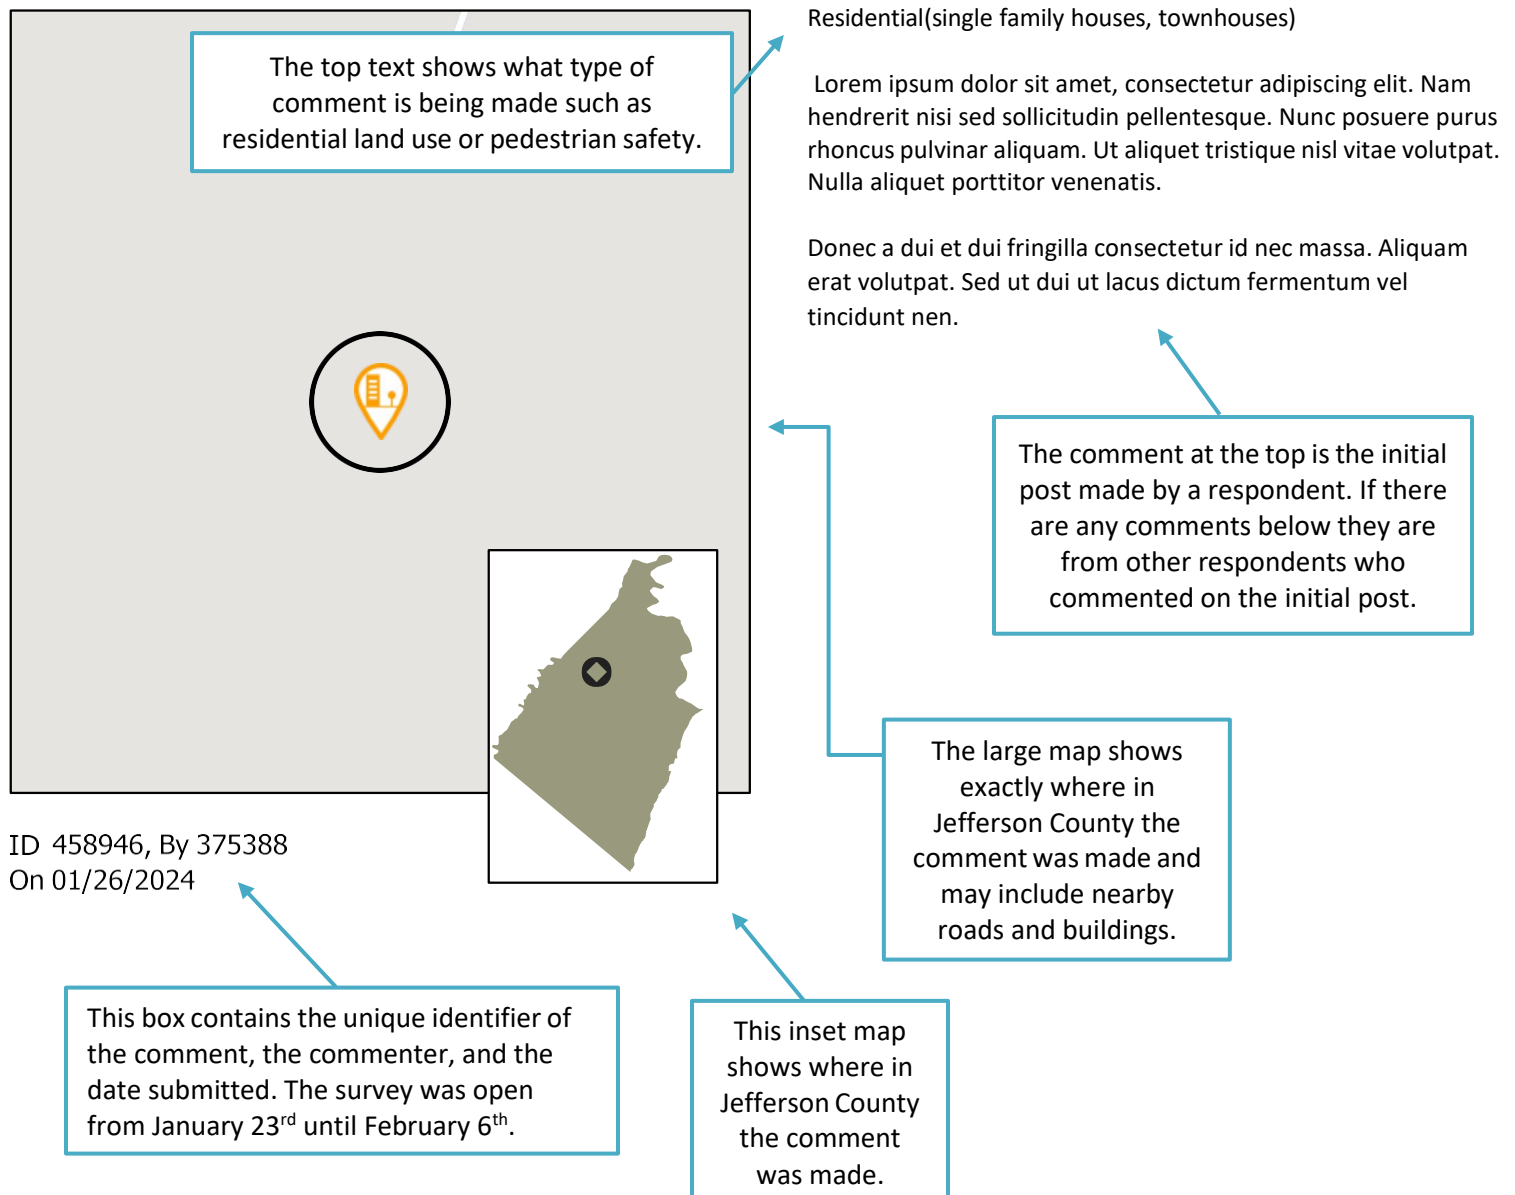 Residential(single family houses, townhouses)
The top text shows what type of
comment is being made such as
residential land use or pedestrian safety.
Lorem ipsum dolor sit amet, consectetur adipiscing elit. Nam
hendrerit nisi sed sollicitudin pellentesque. Nunc posuere purus
rhoncus pulvinar aliquam. Ut aliquet tristique nisl vitae volutpat.
Nulla aliquet porttitor venenatis.
Donec a dui et dui fringilla consectetur id nec massa. Aliquam
erat volutpat. Sed ut dui ut lacus dictum fermentum vel
tincidunt nen.
The comment at the top is the initial
post made by a respondent. If there
are any comments below they are
from other respondents who
commented on the initial post.
The large map shows
exactly where in
Jefferson County the
comment was made and
may include nearby
roads and buildings.
ID 458946, By 375388
On 01/26/2024
This box contains the unique identifier of
the comment, the commenter, and the
date submitted. The survey was open
from January 23rd until February 6th.
This inset map
shows where in
Jefferson County
the comment
was made.